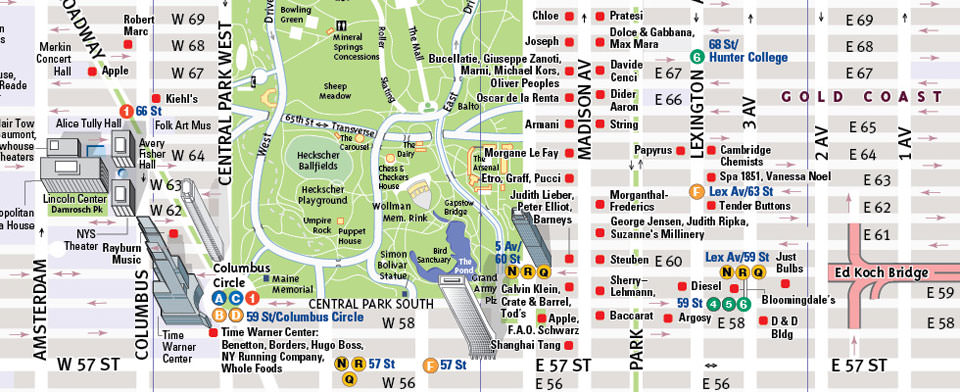 ROADWAY
Robert
Marc
W 69
W 68
Merkin
Concert
Hall
Apple
W 67
Kiehl's
1 66 St
Alice Tully Hall
Folk Art Mus
Avery
Fisher
Hall
W 64
W 63
Lincoln Center
Damrosch Pk
W 62
NYS
Theater
Rayburn
Music
AMSTERDAM
COLUMBUS
CENTRAL PARK WEST
Time
Warner
Center
W 57 ST
Columbus
Circle
A C 1
B D 59 St/Columbus Circle
Time Warner Center:
Benetton, Borders, Hugo Boss,
NY Running Company,
Whole Foods
Drive
Bowling
Green
Mineral
Springs
Concessions
Roller
Skating
The Mall
Sheep
Meadow
East
Dri
Balto
65th St Transverse
West
The
Carousel
The
Dairy
Heckscher
Ballfields
Chess &
Checkers
House
The
Arsenal
Heckscher
Playground
Wollman
Mem. Rink
Gapstow
Bridge
Umpire
Rock
Puppet
House
Simon
Bolivar
Statue
Bird
Sanctuary
The
Pond
Maine
Memorial
Grand
Army
Plz
CENTRAL PARK SOUTH
W 58
N R
Q 57 St
F 57 St
W 56
Chloe
Joseph
Bucellatie, Giuseppe Zanoti,
Marni, Michael Kors,
Oliver Peoples
Oscar de la Renta
Armani
Morgane Le Fay
Etro, Graff, Pucci
Judith Lieber,
Peter Elliot,
Barneys
5 Av/
60 St
N R Q
Calvin Klein,
Crate & Barrel,
Tod's
Apple,
F.A.O. Schwarz
Shanghai Tang
E 57 ST
E 56
MADISON AV
Pratesi
Dolce & Gabbana,
Max Mara
Davide
Cenci
E 67
Dider
Aaron
E 66
String
Papyrus
Morganthal-
Frederics
George Jensen, Judith Ripka,
Suzanne's Millinery
Steuben
E 60
Sherry-
Lehmann,
Baccarat
PARK
LEXINGTON
6 68 St/
Hunter College
3 AV
Cambridge
Chemists
Spa 1851, Vanessa Noel
F Lex Av/63 St
Tender Buttons
Lex Av/59 St
N R Q
Just
Bulbs
Diesel
59 St 4 5 6
Bloomingdale's
Argosy
E 58
D & D
Bldg
E 56
2 AV
1 AV
GOLD COAST
E 69
E 68
E 67
E 65
E 64
E 63
E 62
E 61
Ed Koch Bridge
E 59
E 58
E 57 ST